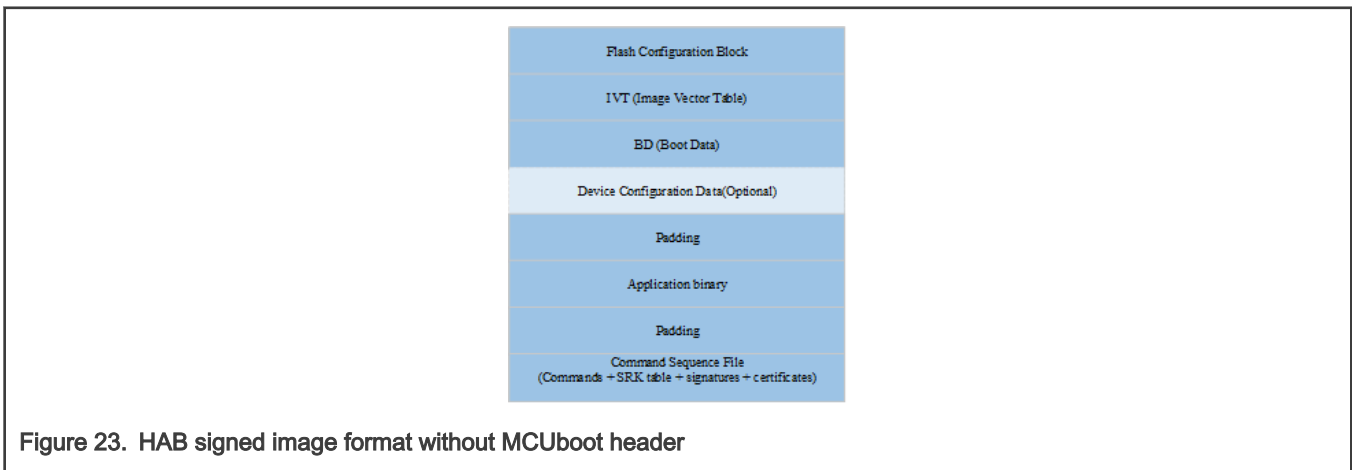 Flash Configuration Block
IVT (Image Vector Table)
BD (Boot Data)
Device Configuration Data(Optional)
Padding
Application binary
Padding
Command Sequence File
(Commands + SRK table + signatures + certificates)
Figure 23. HAB signed image format without MCUboot header